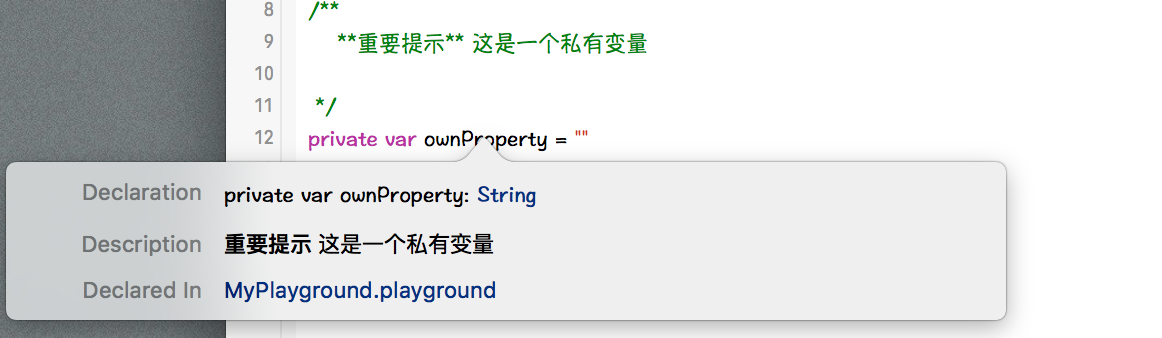 8 /**
9 **重要提示** 这是一个私有变量
10
11 */
12 private var ownProperty = ""
Declaration private var ownProperty: String
Description 重要提示 这是一个私有变量
Declared In MyPlayground.playground